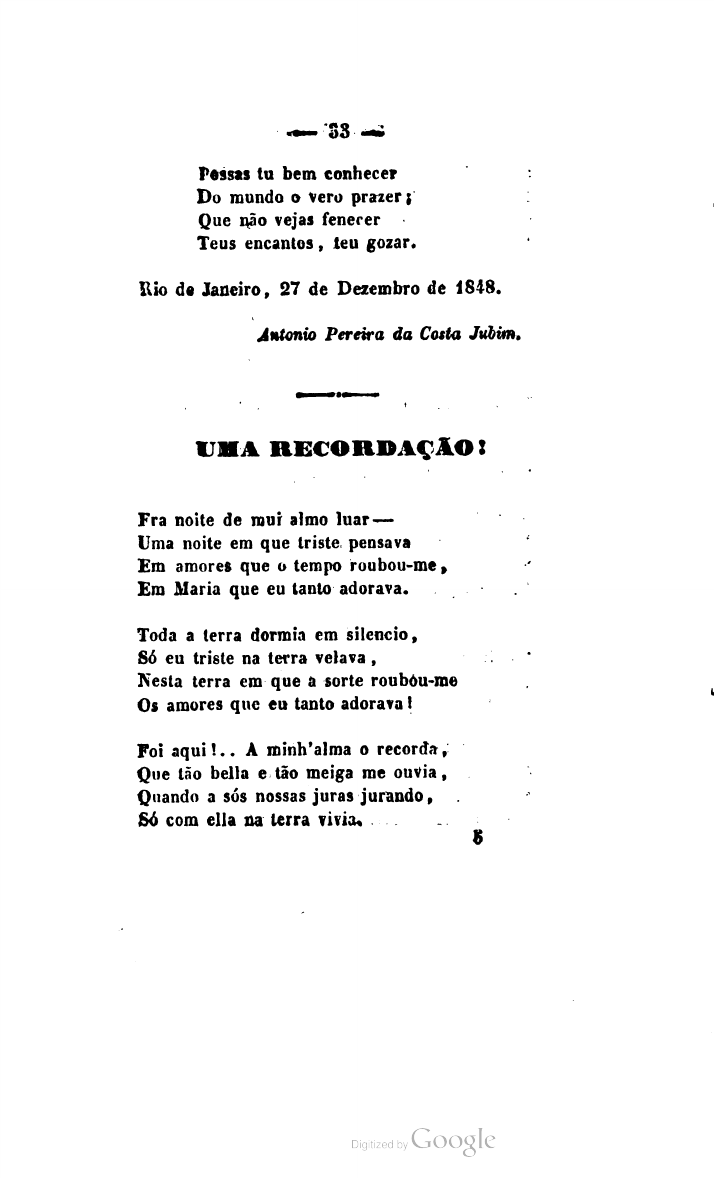 — 33 —
Possas tu bem conhecer
Do mundo o vero prazer;
Que não vejas fenecer
Teus encantos, teu gozar.
Rio de Janeiro, 27 de Dezembro de 1848.
Antonio Pereira da Costa Jubim.
UMA RECORDAÇÃO!
Era noite de mui almo luar—
Uma noite em que triste pensava
Em amores que o tempo roubou-me,
Em Maria que eu tanto adorava.
Toda a terra dormia em silencio,
Só eu triste na terra velava,
Nesta terra em que a sorte roubou-me
Os amores que eu tanto adorava!
Foi aqui!.. A minh'alma o recorda,
Que tão bella e tão meiga me ouvia,
Quando a sós nossas juras jurando,
Só com ella na terra vivia.
5
Digitized by Google